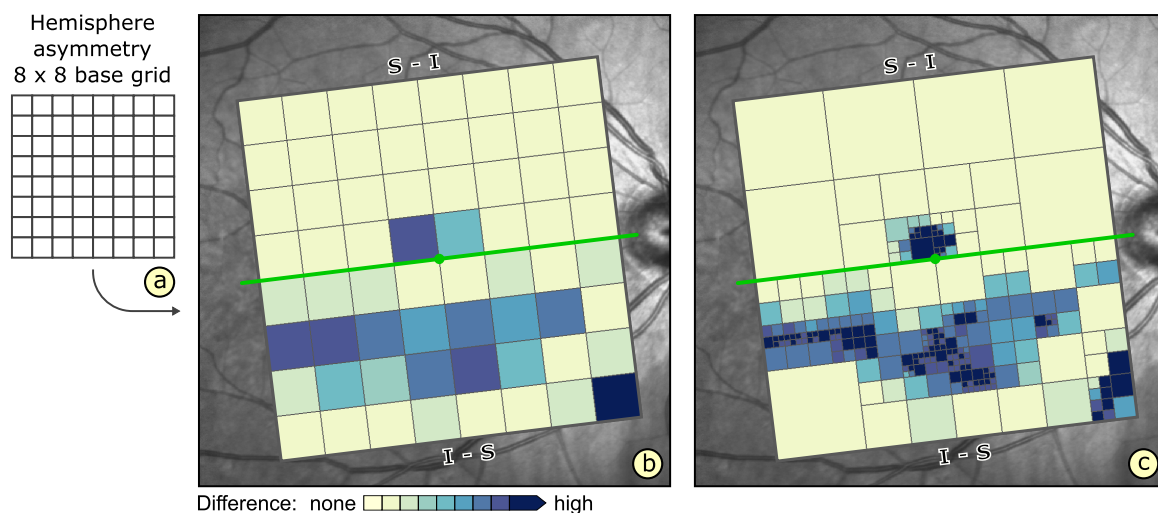 Hemisphere
asymmetry
8 x 8 base grid
a
S - I
I - S
b
S - I
I - S
c
Difference: none high